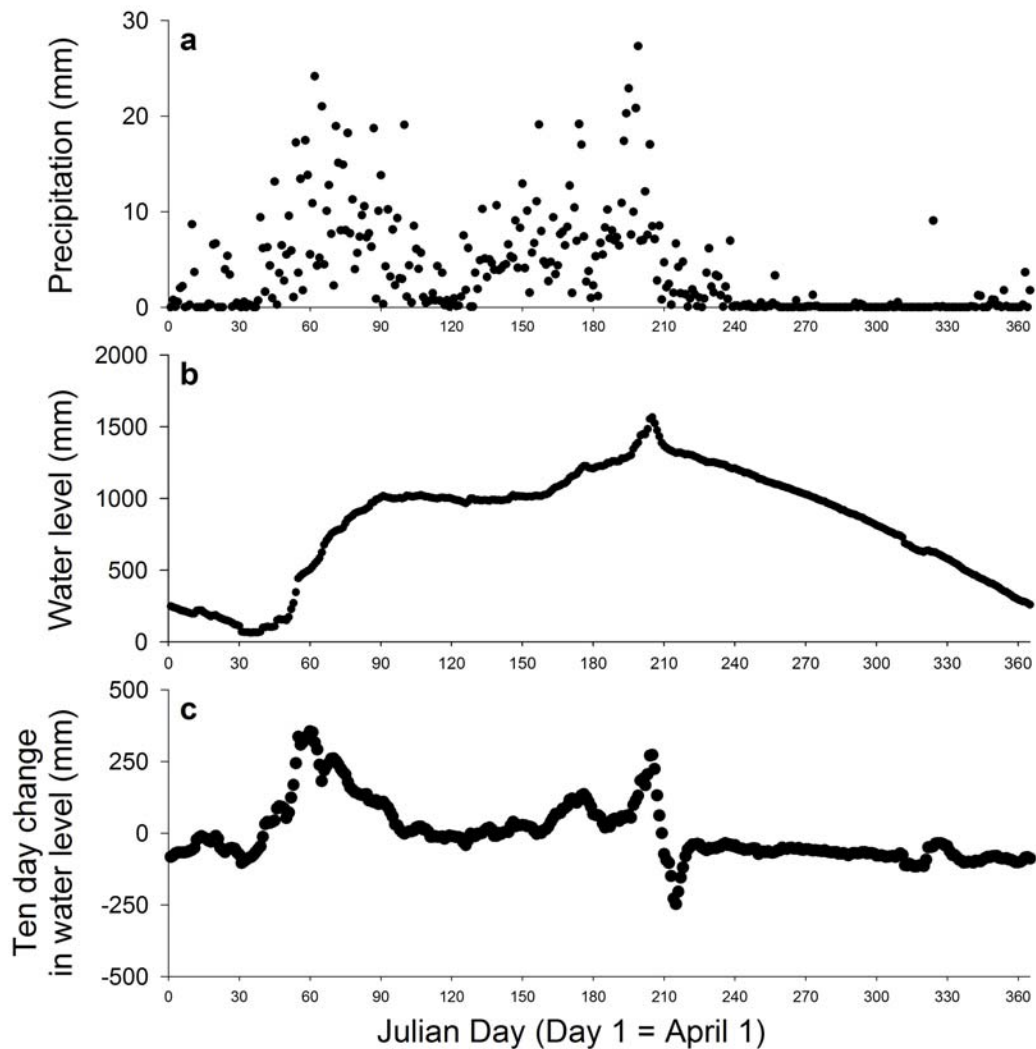 a
Precipitation (mm)
30
20
10
0
0 30 60 90 120 150 180 210 240 270 300 330 360
b
Water level (mm)
2000
1500
1000
500
0
0 30 60 90 120 150 180 210 240 270 300 330 360
c
Ten day change
in water level (mm)
500
250
0
-250
-500
0 30 60 90 120 150 180 210 240 270 300 330 360
Julian Day (Day 1 = April 1)